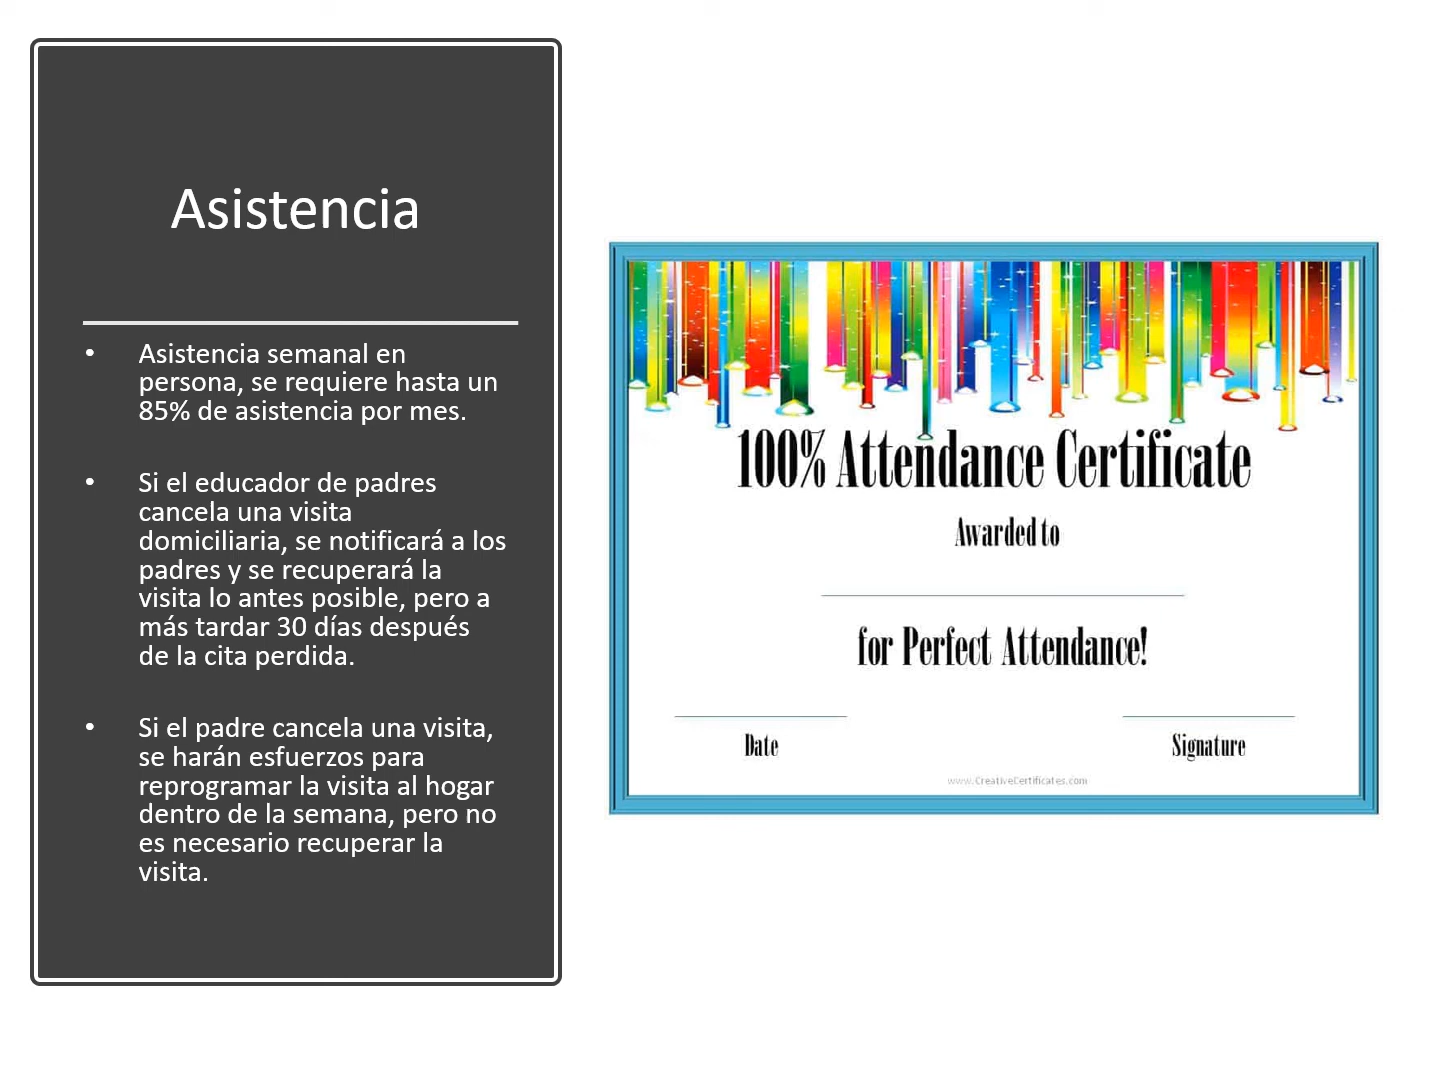 Asistencia
• Asistencia semanal en
persona, se requiere hasta un
85% de asistencia por mes.
• Si el educador de padres
cancela una visita
domiciliaria, se notificará a los
padres y se recuperará la
visita lo antes posible, pero a
más tardar 30 días después
de la cita perdida.
• Si el padre cancela una visita,
se harán esfuerzos para
reprogramar la visita al hogar
dentro de la semana, pero no
es necesario recuperar la
visita.
100% Attendance Certificate
Awarded to
for Perfect Attendance!
Date
Signature
www.CreativeCertificates.com